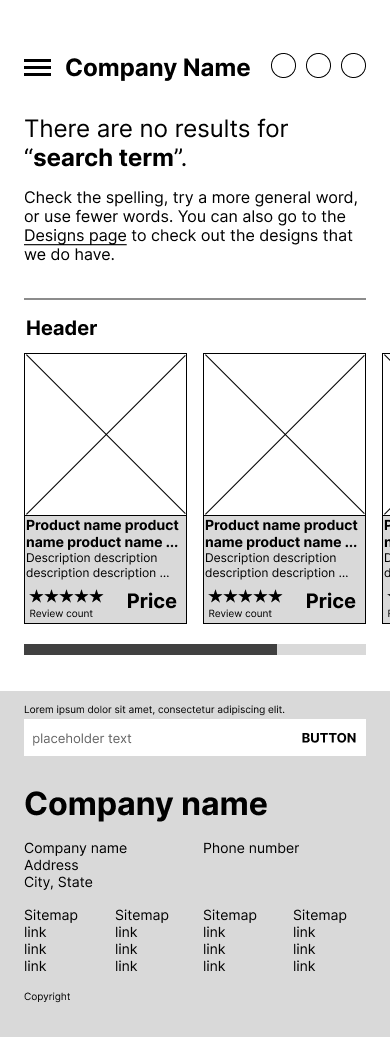 Company Name
There are no results for
“search term”.
Check the spelling, try a more general word,
or use fewer words. You can also go to the
Designs page to check out the designs that
we do have.
Header
Product name product
name product name ...
Description description
description description ...
★★★★★
Review count
Price
Product name product
name product name ...
Description description
description description ...
★★★★★
Review count
Price
Lorem ipsum dolor sit amet, consectetur adipiscing elit.
placeholder text
BUTTON
Company name
Company name
Address
City, State
Phone number
Sitemap
link
link
link
Sitemap
link
link
link
Sitemap
link
link
link
Sitemap
link
link
link
Copyright